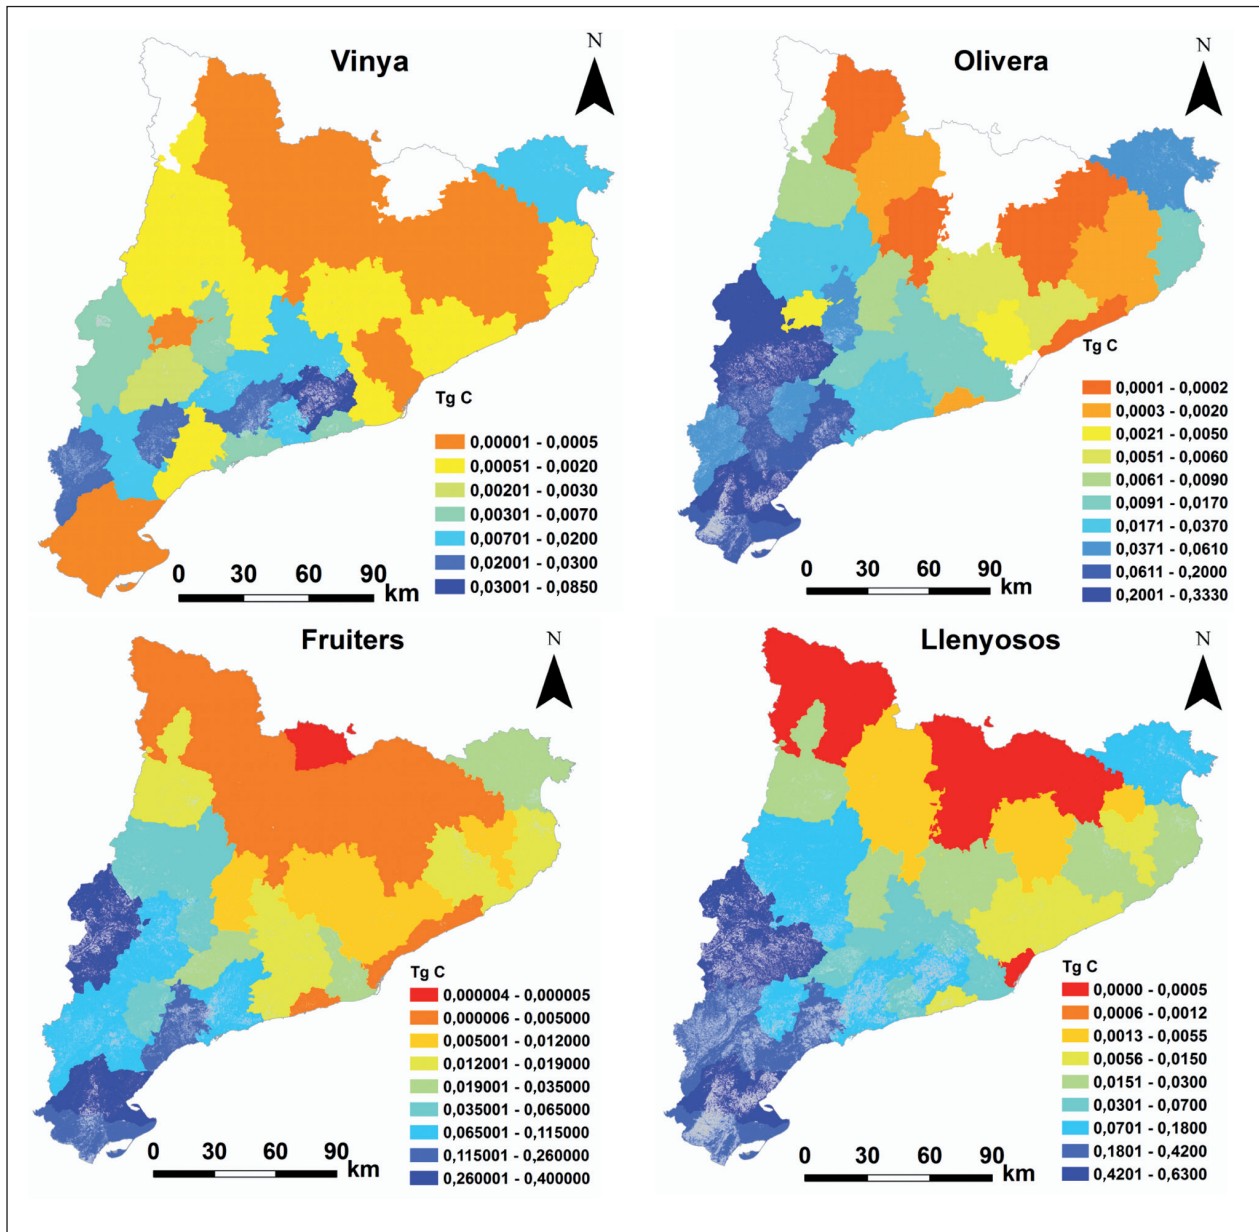 Vinya
N
Tg C
0,00001 - 0,0005
0,00051 - 0,0020
0,00201 - 0,0030
0,00301 - 0,0070
0,00701 - 0,0200
0,02001 - 0,0300
0,03001 - 0,0850
0 30 60 90
km
Olivera
N
Tg C
0,0001 - 0,0002
0,0003 - 0,0020
0,0021 - 0,0050
0,0051 - 0,0060
0,0061 - 0,0090
0,0091 - 0,0170
0,0171 - 0,0370
0,0371 - 0,0610
0,0611 - 0,2000
0,2001 - 0,3330
0 30 60 90
km
Fruiters
N
Tg C
0,000004 - 0,000005
0,000006 - 0,005000
0,005001 - 0,012000
0,012001 - 0,019000
0,019001 - 0,035000
0,035001 - 0,065000
0,065001 - 0,115000
0,115001 - 0,260000
0,260001 - 0,400000
0 30 60 90
km
Llenyosos
N
Tg C
0,0000 - 0,0005
0,0006 - 0,0012
0,0013 - 0,0055
0,0056 - 0,0150
0,0151 - 0,0300
0,0301 - 0,0700
0,0701 - 0,1800
0,1801 - 0,4200
0,4201 - 0,6300
0 30 60 90
km